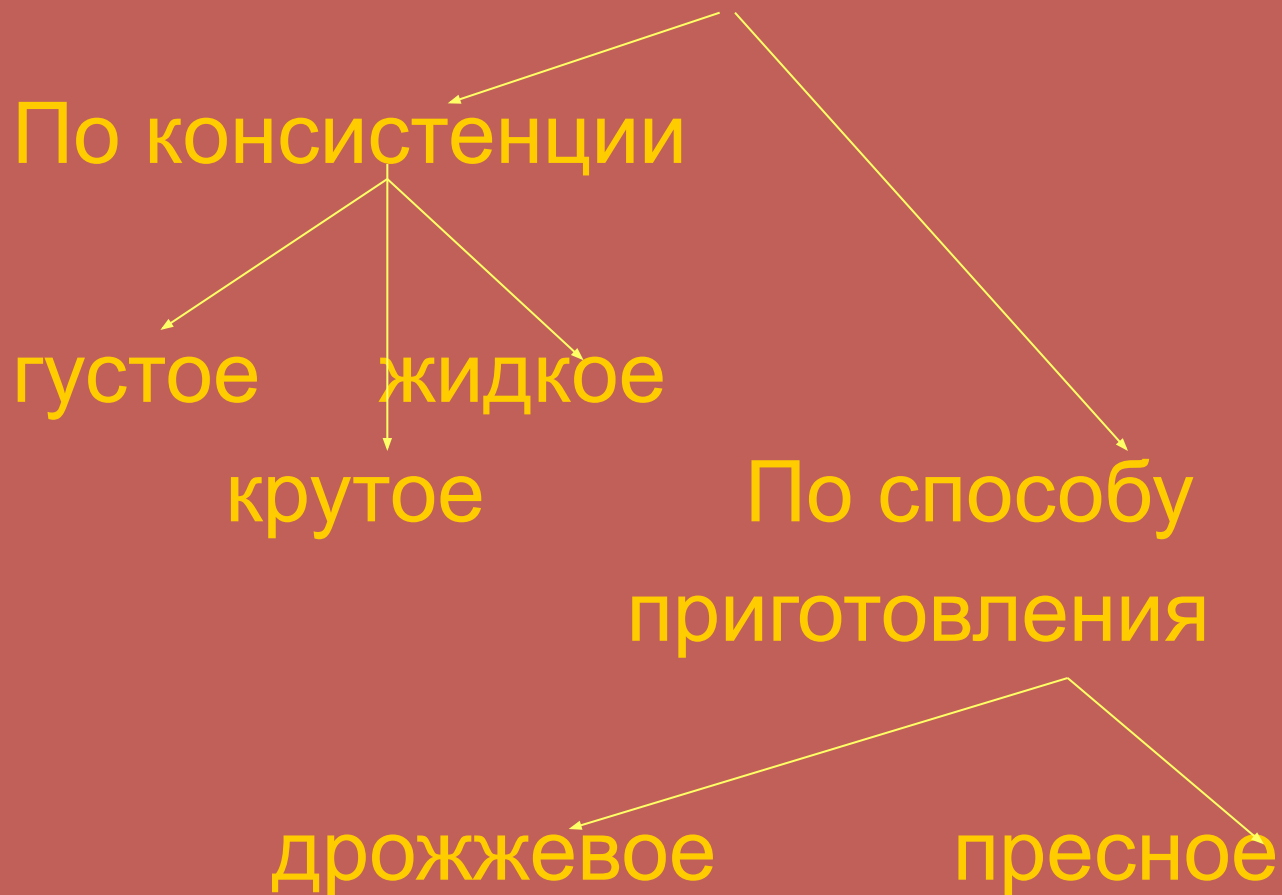 По консистенции
густое жидкое
крутое По способу
приготовления
дрожжевое пресное